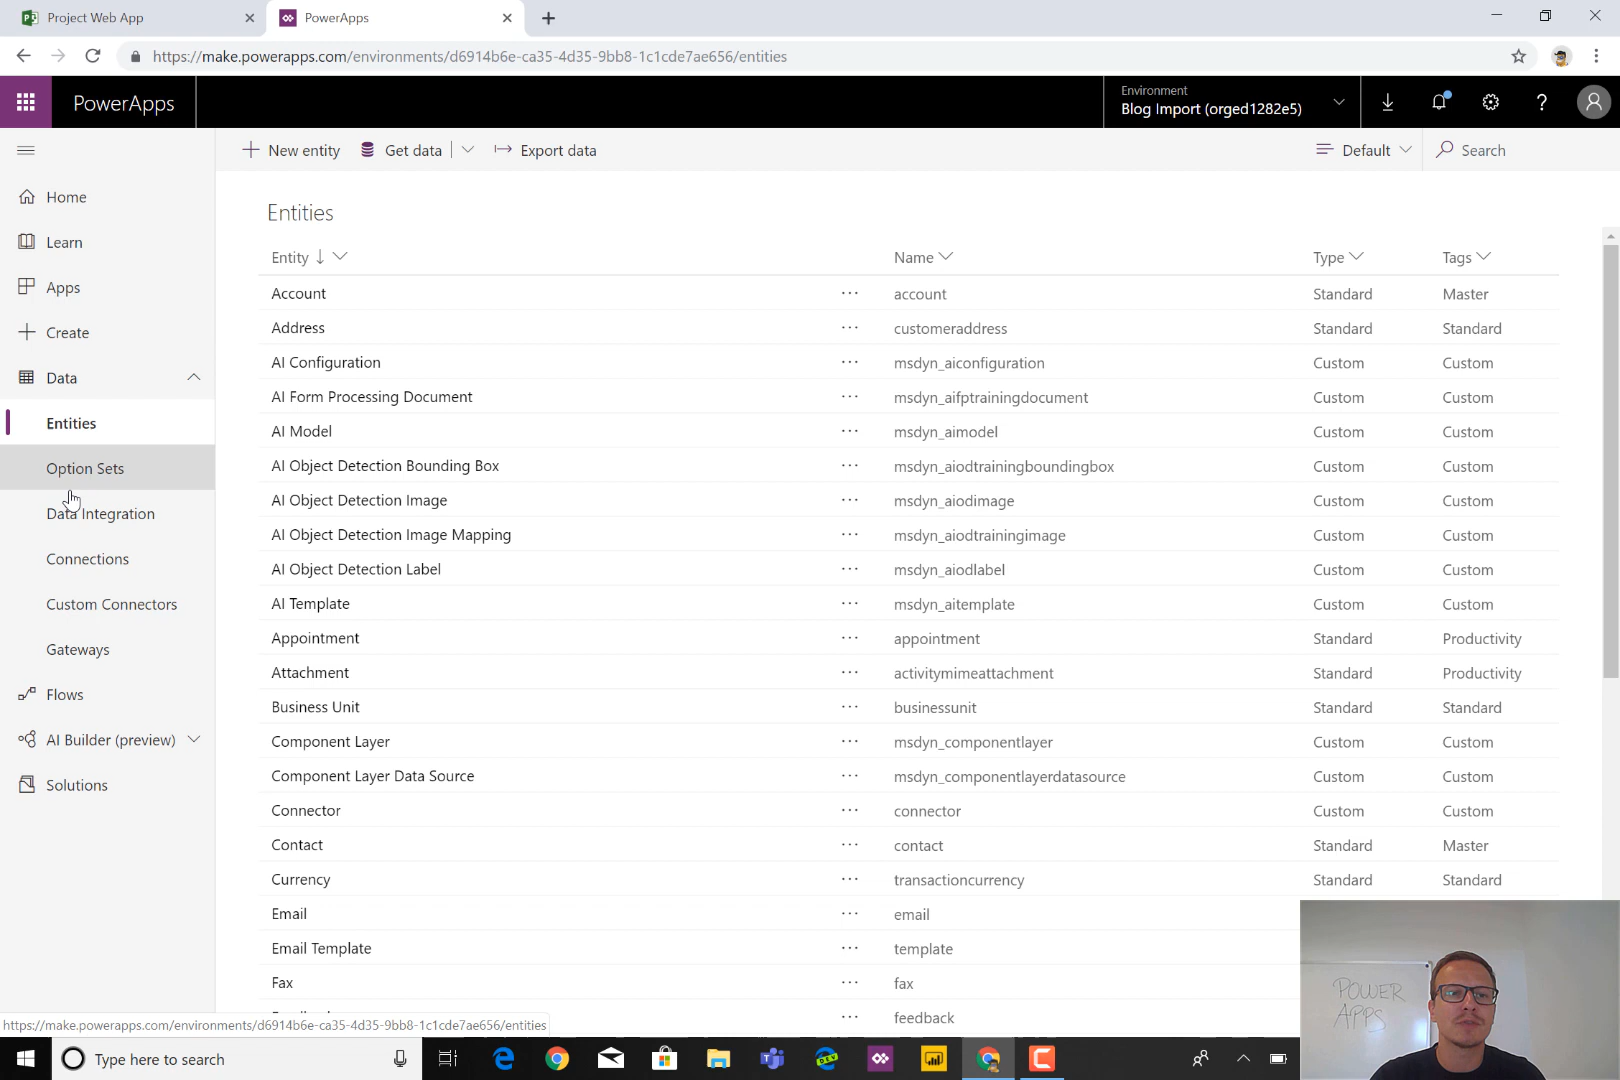 Project Web App
PowerApps
https://make.powerapps.com/environments/d6914b6e-ca35-4d35-9bb8-1c1cde7ae656/entities
PowerApps
Environment
Blog Import (orged1282e5)
?
New entity
Get data
Export data
Default
Search
Home
Learn
Apps
Create
Data
Entities
Option Sets
Data Integration
Connections
Custom Connectors
Gateways
Flows
AI Builder (preview)
Solutions
Entities
Entity Name Type Tags
Account ··· account Standard Master
Address ··· customeraddress Standard Standard
AI Configuration ··· msdyn_aiconfiguration Custom Custom
AI Form Processing Document ··· msdyn_aifptrainingdocument Custom Custom
AI Model ··· msdyn_aimodel Custom Custom
AI Object Detection Bounding Box ··· msdyn_aiodtrainingboundingbox Custom Custom
AI Object Detection Image ··· msdyn_aiodimage Custom Custom
AI Object Detection Image Mapping ··· msdyn_aiodtrainingimage Custom Custom
AI Object Detection Label ··· msdyn_aiodlabel Custom Custom
AI Template ··· msdyn_aitemplate Custom Custom
Appointment ··· appointment Standard Productivity
Attachment ··· activitymimeattachment Standard Productivity
Business Unit ··· businessunit Standard Standard
Component Layer ··· msdyn_componentlayer Custom Custom
Component Layer Data Source ··· msdyn_componentlayerdatasource Custom Custom
Connector ··· connector Custom Custom
Contact ··· contact Standard Master
Currency ··· transactioncurrency Standard Standard
Email ··· email
Email Template ··· template
Fax ··· fax
··· feedback
https://make.powerapps.com/environments/d6914b6e-ca35-4d35-9bb8-1c1cde7ae656/entities
POWER
APPS
Type here to search
DEV